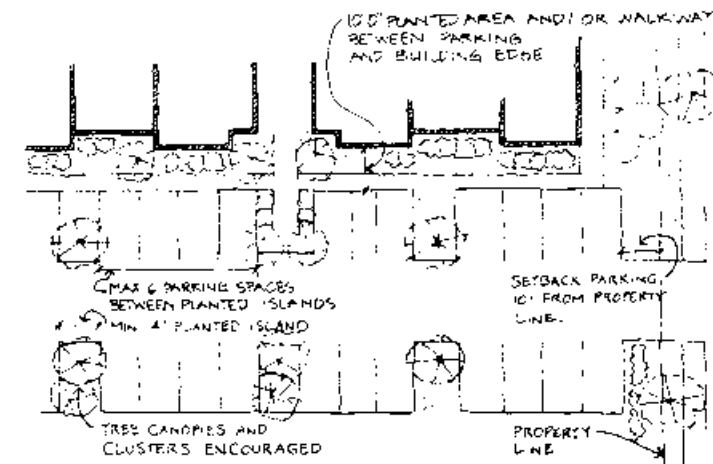 10'0" PLANTED AREA AND/OR WALKWAY
BETWEEN PARKING
AND BUILDING EDGE
MAX 6 PARKING SPACES
BETWEEN PLANTED ISLANDS
MIN. 4' PLANTED ISLAND
SETBACK PARKING
10' FROM PROPERTY
LINE.
TREE CANOPIES AND
CLUSTERS ENCOURAGED
PROPERTY
LINE